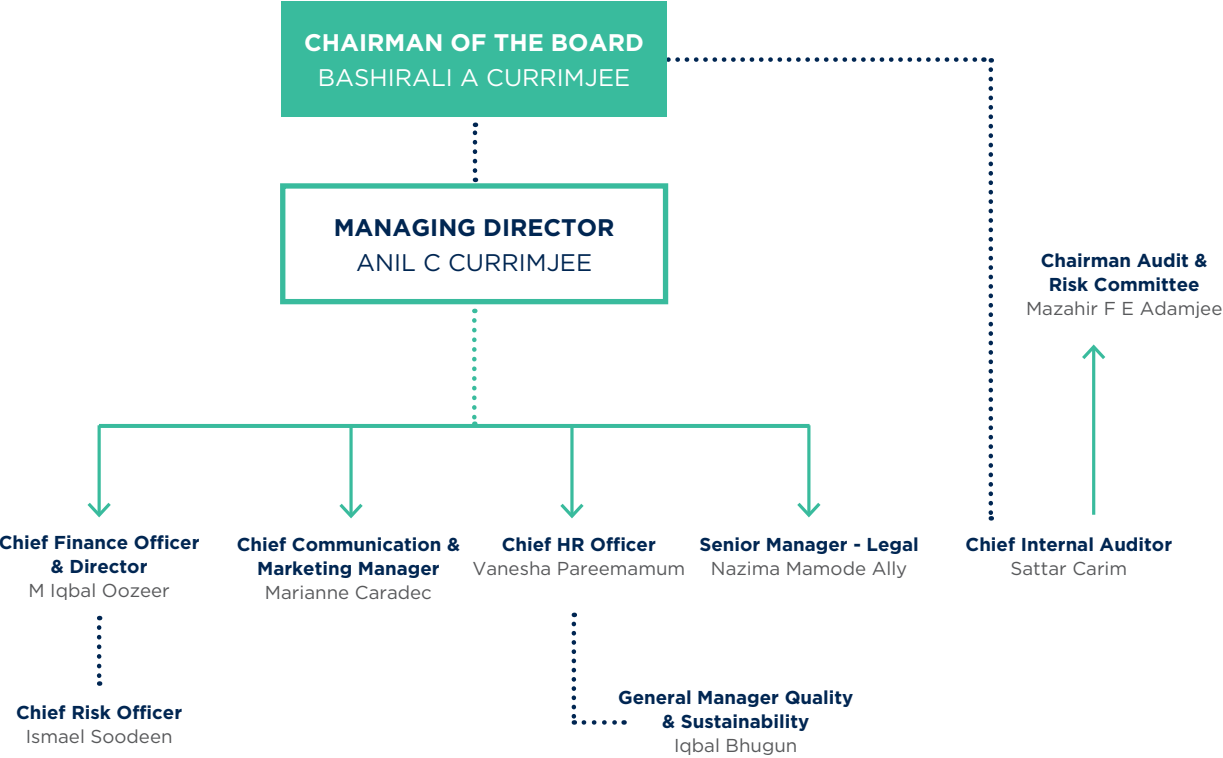 CHAIRMAN OF THE BOARD
BASHIRALI A CURRIMJEE
MANAGING DIRECTOR
ANIL C CURRIMJEE
Chairman Audit &
Risk Committee
Mazahir F E Adamjee
Chief Finance Officer
& Director
M Iqbal Oozeer
Chief Communication &
Marketing Manager
Marianne Caradec
Chief HR Officer
Vanesha Pareemamum
Senior Manager - Legal
Nazima Mamode Ally
Chief Internal Auditor
Sattar Carim
Chief Risk Officer
Ismael Soodeen
General Manager Quality
& Sustainability
Iqbal Bhugun